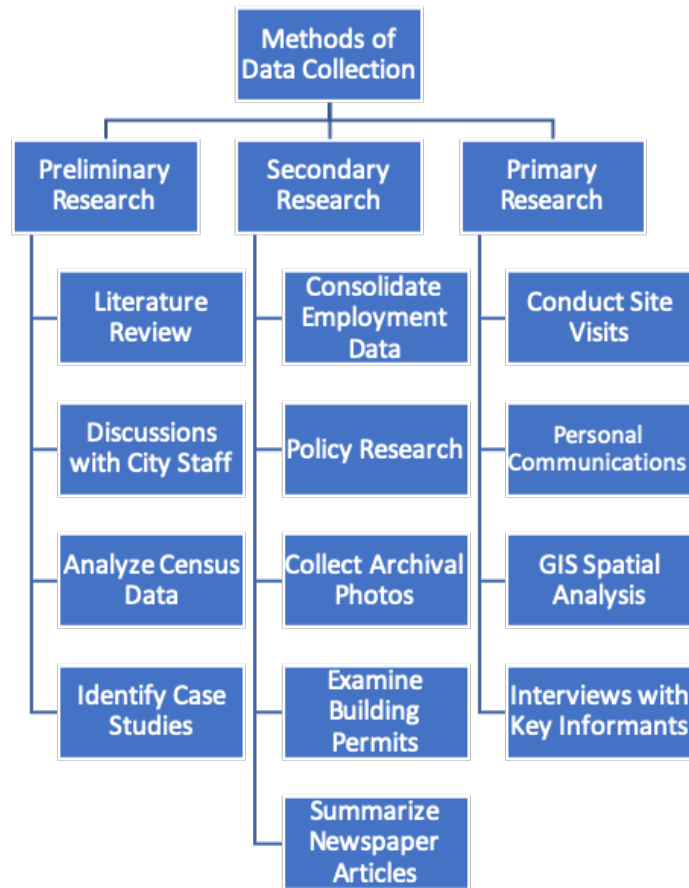 Methods of
Data Collection
Preliminary
Research
Literature
Review
Discussions
with City Staff
Analyze Census
Data
Identify Case
Studies
Secondary
Research
Consolidate
Employment
Data
Policy Research
Collect Archival
Photos
Examine
Building
Permits
Summarize
Newspaper
Articles
Primary
Research
Conduct Site
Visits
Personal
Communications
GIS Spatial
Analysis
Interviews with
Key Informants